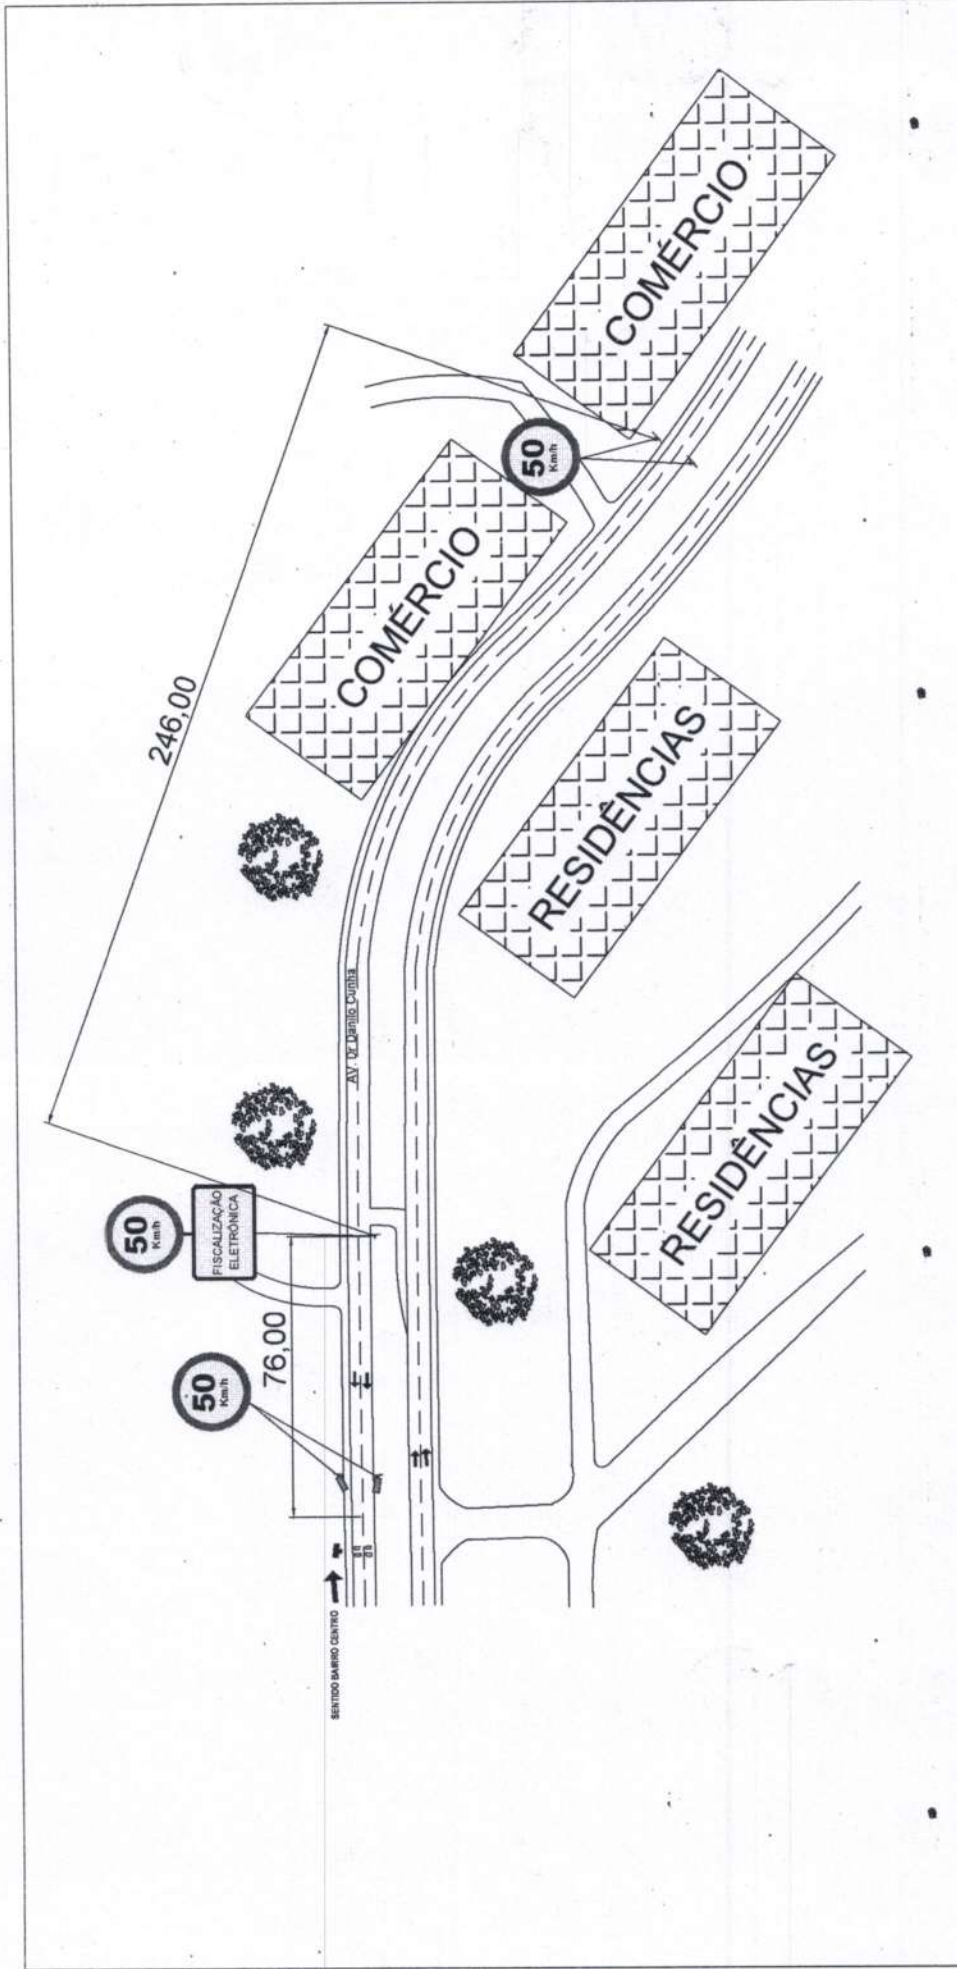 COMÉRCIO
50
Km/h
246,00
COMÉRCIO
RESIDÊNCIAS
AV. Dr Danilo Cunha
50
Km/h
FISCALIZAÇÃO
ELETRÔNICA
RESIDÊNCIAS
76,00
50
Km/h
SENTIDO BAIRRO CENTRO